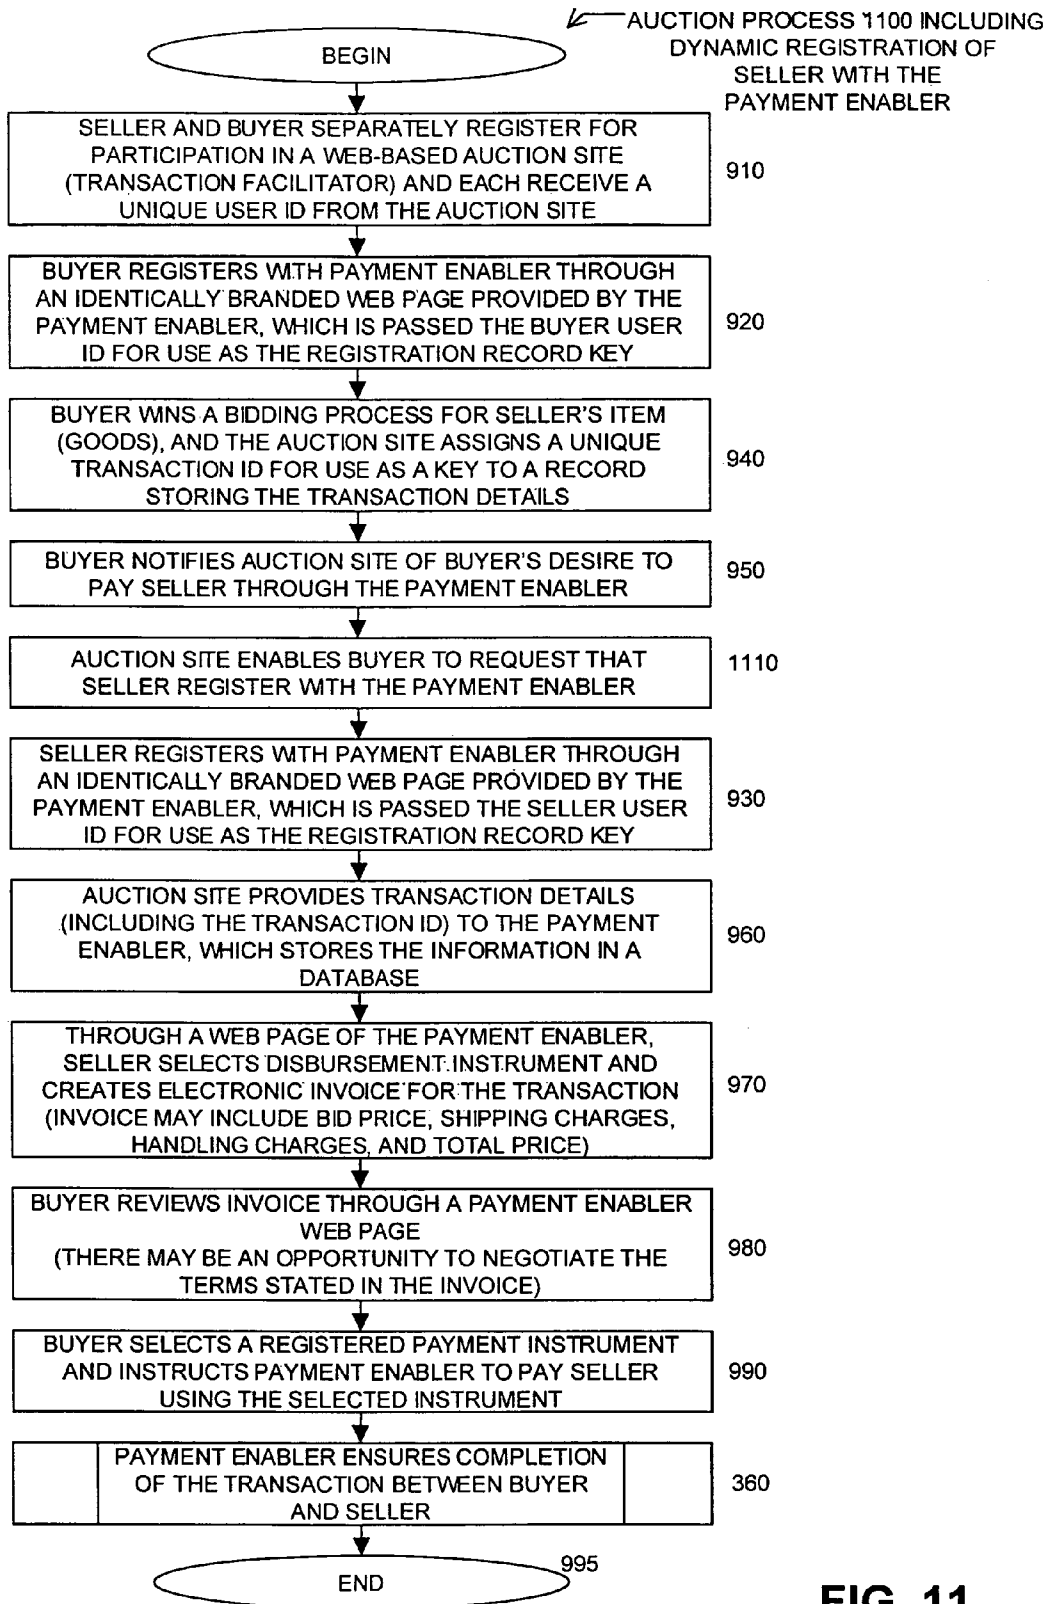 AUCTION PROCESS 1100 INCLUDING
DYNAMIC REGISTRATION OF
SELLER WITH THE
PAYMENT ENABLER
BEGIN
SELLER AND BUYER SEPARATELY REGISTER FOR
PARTICIPATION IN A WEB-BASED AUCTION SITE
(TRANSACTION FACILITATOR) AND EACH RECEIVE A
UNIQUE USER ID FROM THE AUCTION SITE
910
BUYER REGISTERS WITH PAYMENT ENABLER THROUGH
AN IDENTICALLY BRANDED WEB PAGE PROVIDED BY THE
PAYMENT ENABLER, WHICH IS PASSED THE BUYER USER
ID FOR USE AS THE REGISTRATION RECORD KEY
920
BUYER WINS A BIDDING PROCESS FOR SELLER'S ITEM
(GOODS), AND THE AUCTION SITE ASSIGNS A UNIQUE
TRANSACTION ID FOR USE AS A KEY TO A RECORD
STORING THE TRANSACTION DETAILS
940
BUYER NOTIFIES AUCTION SITE OF BUYER'S DESIRE TO
PAY SELLER THROUGH THE PAYMENT ENABLER
950
AUCTION SITE ENABLES BUYER TO REQUEST THAT
SELLER REGISTER WITH THE PAYMENT ENABLER
1110
SELLER REGISTERS WITH PAYMENT ENABLER THROUGH
AN IDENTICALLY BRANDED WEB PAGE PROVIDED BY THE
PAYMENT ENABLER, WHICH IS PASSED THE SELLER USER
ID FOR USE AS THE REGISTRATION RECORD KEY
930
AUCTION SITE PROVIDES TRANSACTION DETAILS
(INCLUDING THE TRANSACTION ID) TO THE PAYMENT
ENABLER, WHICH STORES THE INFORMATION IN A
DATABASE
960
THROUGH A WEB PAGE OF THE PAYMENT ENABLER,
SELLER SELECTS DISBURSEMENT INSTRUMENT AND
CREATES ELECTRONIC INVOICE FOR THE TRANSACTION
(INVOICE MAY INCLUDE BID PRICE, SHIPPING CHARGES,
HANDLING CHARGES, AND TOTAL PRICE)
970
BUYER REVIEWS INVOICE THROUGH A PAYMENT ENABLER
WEB PAGE
(THERE MAY BE AN OPPORTUNITY TO NEGOTIATE THE
TERMS STATED IN THE INVOICE)
980
BUYER SELECTS A REGISTERED PAYMENT INSTRUMENT
AND INSTRUCTS PAYMENT ENABLER TO PAY SELLER
USING THE SELECTED INSTRUMENT
990
PAYMENT ENABLER ENSURES COMPLETION
OF THE TRANSACTION BETWEEN BUYER
AND SELLER
360
END
995
FIG. 11